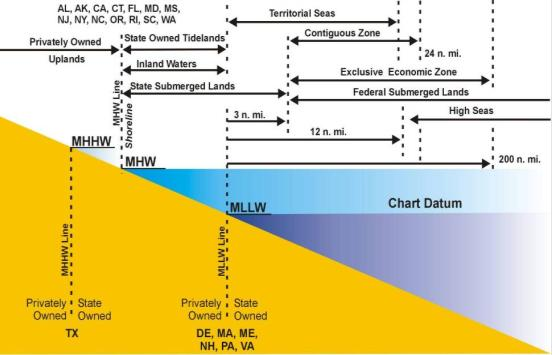 AL, AK, CA, CT, FL, MD, MS,
NJ, NY, NC, OR, RI, SC, WA
Territorial Seas
Contiguous Zone
24 n. mi.
Privately Owned
Uplands
State Owned Tidelands
Inland Waters
Exclusive Economic Zone
State Submerged Lands
Federal Submerged Lands
MHW Line
Shoreline
3 n. mi.
High Seas
12 n. mi.
200 n. mi.
MHHW
MHW
MLLW
Chart Datum
MHHW Line
MLLW Line
Privately Owned
State Owned
TX
Privately Owned
State Owned
DE, MA, ME,
NH, PA, VA